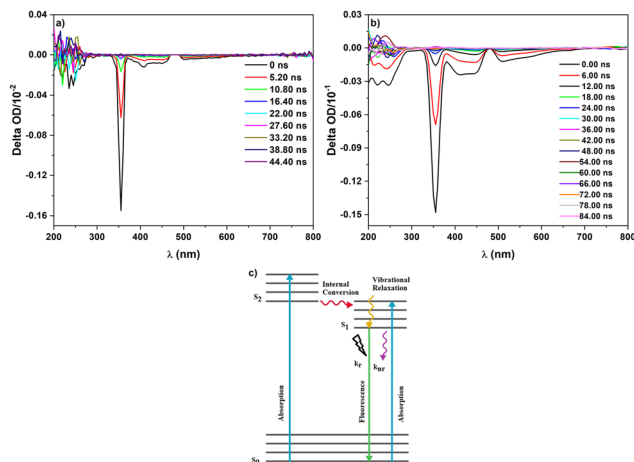 a)
0.04
0.00
-0.04
-0.08
-0.12
-0.16
Delta OD/10⁻²
200 300 400 500 600 700 800
λ (nm)
0 ns
5.20 ns
10.80 ns
16.40 ns
22.00 ns
27.60 ns
33.20 ns
38.80 ns
44.40 ns
b)
0.03
0.00
-0.03
-0.06
-0.09
-0.12
-0.15
Delta OD/10⁻¹
200 300 400 500 600 700 800
λ (nm)
0.00 ns
6.00 ns
12.00 ns
18.00 ns
24.00 ns
30.00 ns
36.00 ns
42.00 ns
48.00 ns
54.00 ns
60.00 ns
66.00 ns
72.00 ns
78.00 ns
84.00 ns
c)
S₂
Internal
Conversion
Vibrational
Relaxation
S₁
kᵣ
kₙᵣ
Absorption
Fluorescence
Absorption
S₀